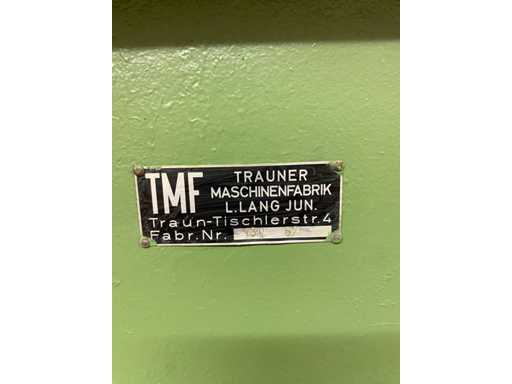 TMF
TRAUNER
MASCHINENFABRIK
L.LANG JUN.
Traun-Tischlerstr.4
Fabr.Nr.